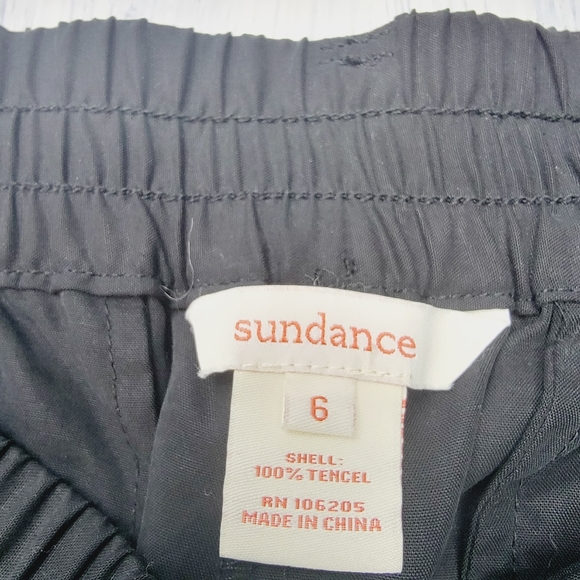 sundance
6
SHELL:
100% TENCEL
RN 106205
MADE IN CHINA